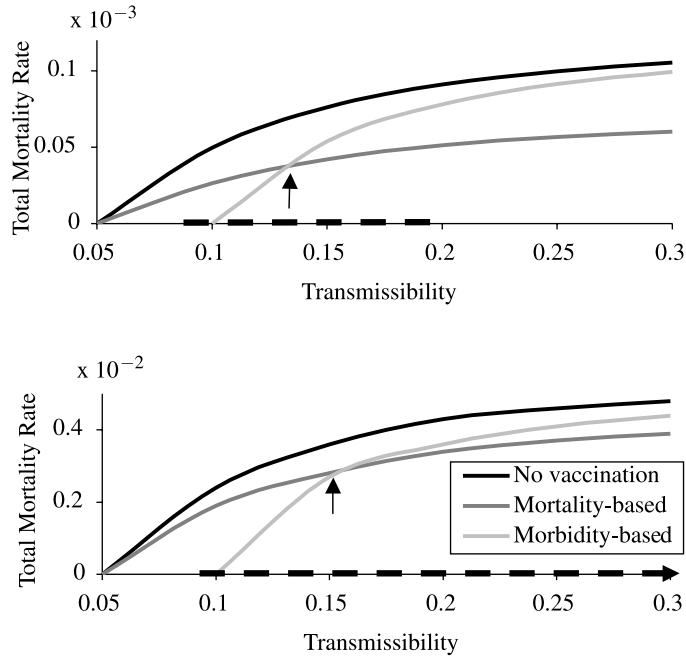 x 10⁻³
Total Mortality Rate
0.1
0.05
0
0.05 0.1 0.15 0.2 0.25 0.3
Transmissibility
x 10⁻²
Total Mortality Rate
0.4
0.2
0
No vaccination
Mortality-based
Morbidity-based
0.05 0.1 0.15 0.2 0.25 0.3
Transmissibility